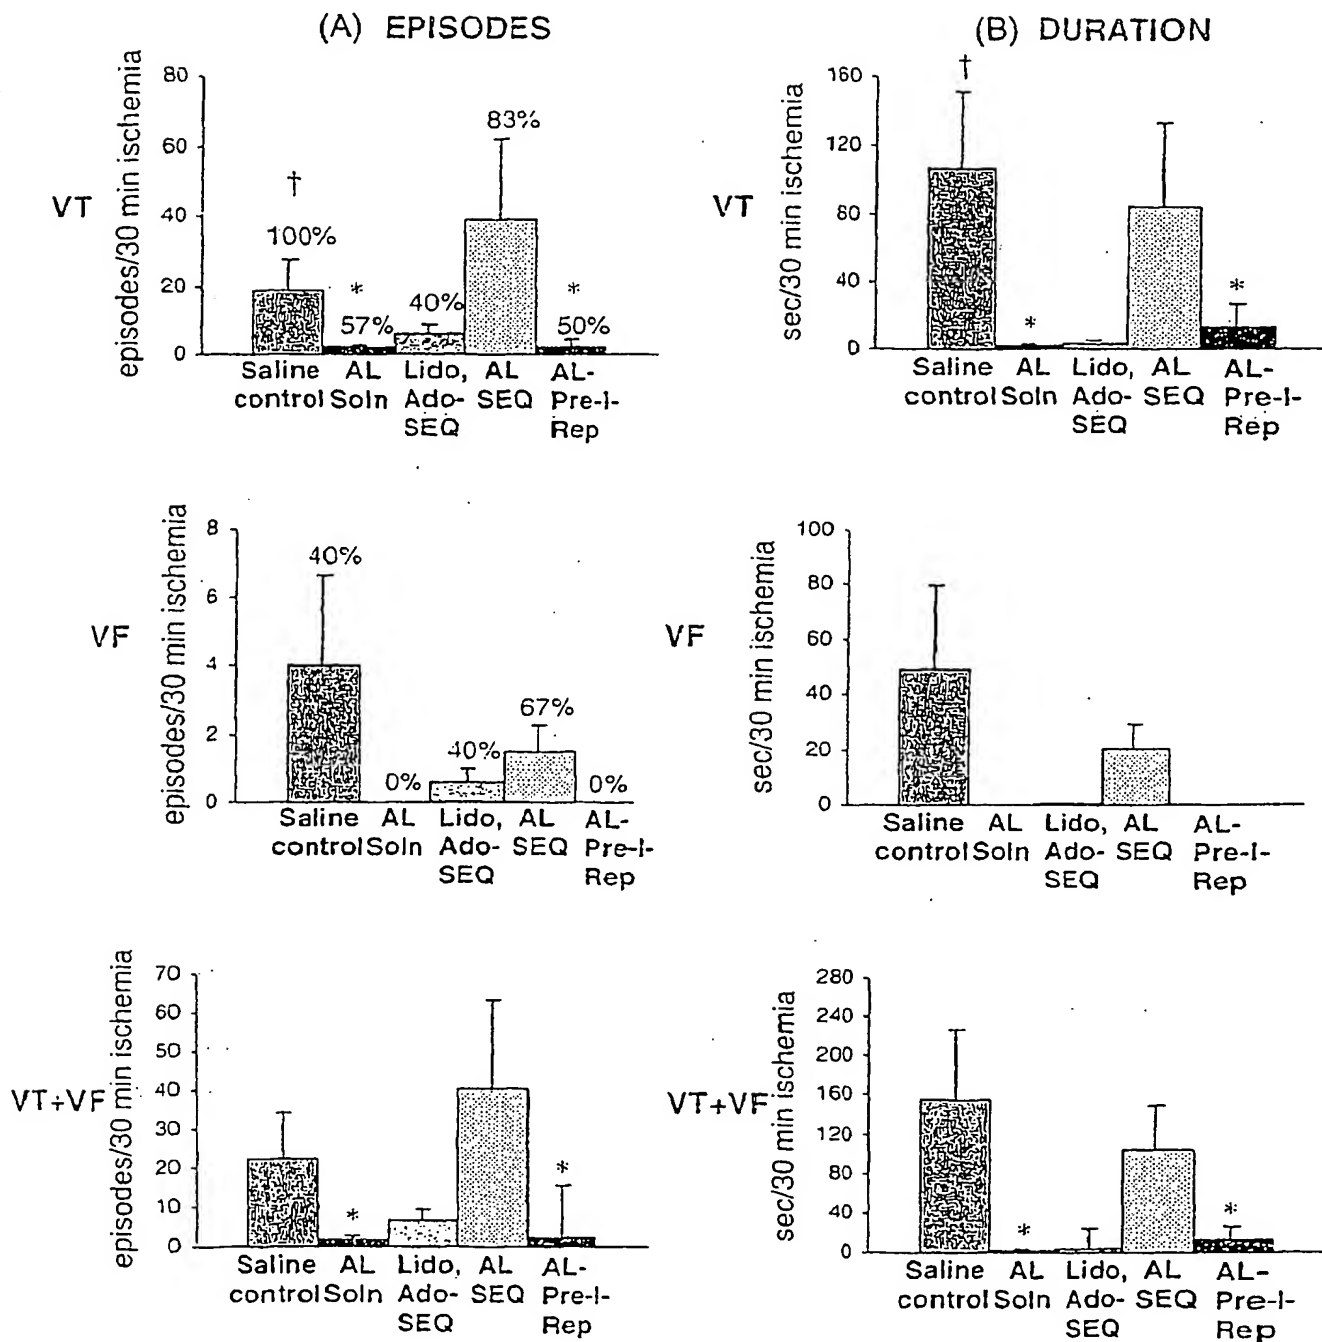 (A) EPISODES
(B) DURATION
VT
episodes/30 min ischemia
80
60
40
20
0
†
100%
*
57%
40%
83%
*
50%
Saline AL Lido, AL AL-
control Soln Ado- SEQ Pre-I-
SEQ Rep
VT
sec/30 min ischemia
160
120
80
40
0
†
*
*
Saline AL Lido, AL AL-
control Soln Ado- SEQ Pre-I-
SEQ Rep
VF
episodes/30 min ischemia
8
6
4
2
0
40%
0%
40%
67%
0%
Saline AL Lido, AL AL-
control Soln Ado- SEQ Pre-I-
SEQ Rep
VF
sec/30 min ischemia
100
80
60
40
20
0
Saline AL Lido, AL AL-
control Soln Ado- SEQ Pre-I-
SEQ Rep
VT+VF
episodes/30 min ischemia
70
60
50
40
30
20
10
0
*
*
Saline AL Lido, AL AL-
control Soln Ado- SEQ Pre-I-
SEQ Rep
VT+VF
sec/30 min ischemia
280
240
200
160
120
80
40
0
*
*
Saline AL Lido, AL AL-
control Soln Ado- SEQ Pre-I-
SEQ Rep